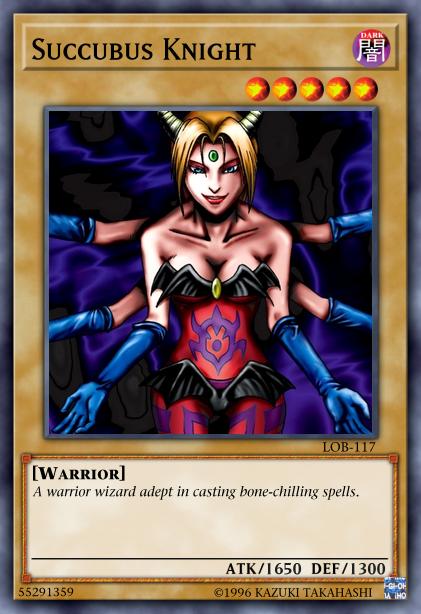 Succubus Knight
DARK
闇
LOB-117
[Warrior]
A warrior wizard adept in casting bone-chilling spells.
ATK/1650 DEF/1300
55291359
©1996 KAZUKI TAKAHASHI